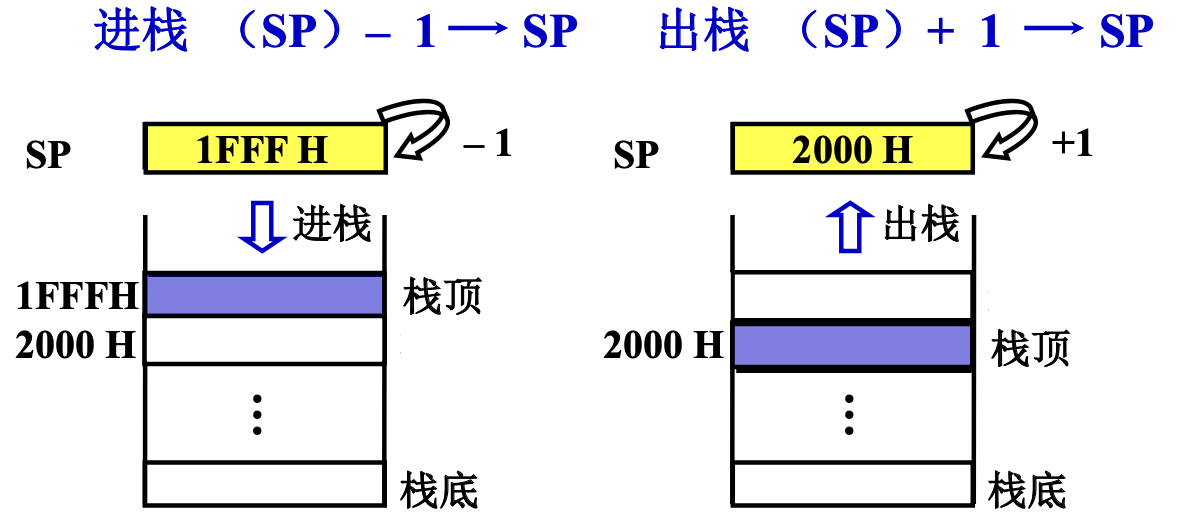 进栈 （SP）– 1 → SP
SP
1FFF H
– 1
进栈
1FFFH
栈顶
2000 H
⋮
栈底
出栈 （SP）+ 1 → SP
SP
2000 H
+1
出栈
2000 H
栈顶
⋮
栈底